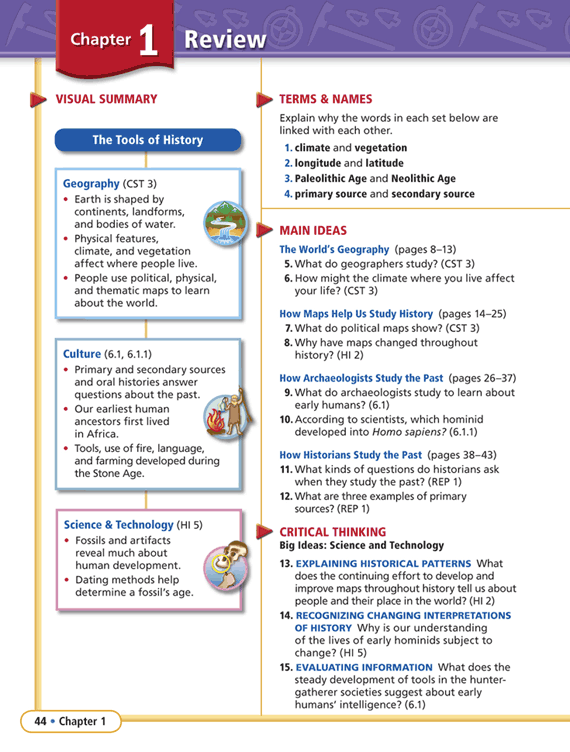 Chapter 1 Review
VISUAL SUMMARY
The Tools of History
Geography (CST 3)
• Earth is shaped by
continents, landforms,
and bodies of water.
• Physical features,
climate, and vegetation
affect where people live.
• People use political, physical,
and thematic maps to learn
about the world.
Culture (6.1, 6.1.1)
• Primary and secondary sources
and oral histories answer
questions about the past.
• Our earliest human
ancestors first lived
in Africa.
• Tools, use of fire, language,
and farming developed during
the Stone Age.
Science & Technology (HI 5)
• Fossils and artifacts
reveal much about
human development.
• Dating methods help
determine a fossil's age.
TERMS & NAMES
Explain why the words in each set below are
linked with each other.
1. climate and vegetation
2. longitude and latitude
3. Paleolithic Age and Neolithic Age
4. primary source and secondary source
MAIN IDEAS
The World's Geography (pages 8–13)
5. What do geographers study? (CST 3)
6. How might the climate where you live affect
your life? (CST 3)
How Maps Help Us Study History (pages 14–25)
7. What do political maps show? (CST 3)
8. Why have maps changed throughout
history? (HI 2)
How Archaeologists Study the Past (pages 26–37)
9. What do archaeologists study to learn about
early humans? (6.1)
10. According to scientists, which hominid
developed into Homo sapiens? (6.1.1)
How Historians Study the Past (pages 38–43)
11. What kinds of questions do historians ask
when they study the past? (REP 1)
12. What are three examples of primary
sources? (REP 1)
CRITICAL THINKING
Big Ideas: Science and Technology
13. EXPLAINING HISTORICAL PATTERNS What
does the continuing effort to develop and
improve maps throughout history tell us about
people and their place in the world? (HI 2)
14. RECOGNIZING CHANGING INTERPRETATIONS
OF HISTORY Why is our understanding
of the lives of early hominids subject to
change? (HI 5)
15. EVALUATING INFORMATION What does the
steady development of tools in the hunter-
gatherer societies suggest about early
humans' intelligence? (6.1)
44 • Chapter 1